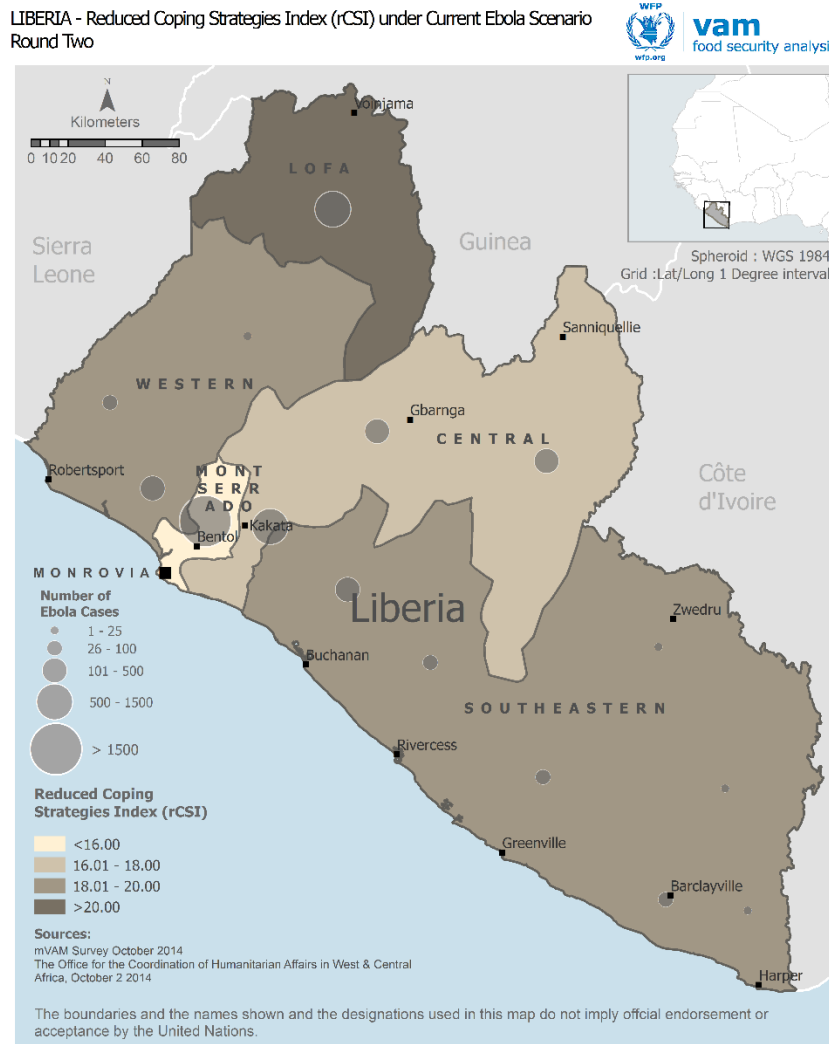 LIBERIA - Reduced Coping Strategies Index (rCSI) under Current Ebola Scenario
Round Two
WFP
wfp.org
vam
food security analysis
N
Kilometers
0 10 20 40 60 80
Voinjama
LOFA
Sierra
Leone
Guinea
Spheroid : WGS 1984
Grid :Lat/Long 1 Degree interval
Sanniquellie
WESTERN
Gbarnga
CENTRAL
Robertsport
MONT
SERR
ADO
Côte
d'Ivoire
Kakata
Bentol
MONROVIA
Number of
Ebola Cases
1 - 25
26 - 100
101 - 500
500 - 1500
> 1500
Liberia
Zwedru
Buchanan
SOUTHEASTERN
Rivercess
Greenville
Barclayville
Harper
Reduced Coping
Strategies Index (rCSI)
<16.00
16.01 - 18.00
18.01 - 20.00
>20.00
Sources:
mVAM Survey October 2014
The Office for the Coordination of Humanitarian Affairs in West & Central
Africa, October 2 2014
The boundaries and the names shown and the designations used in this map do not imply offcial endorsement or
acceptance by the United Nations.